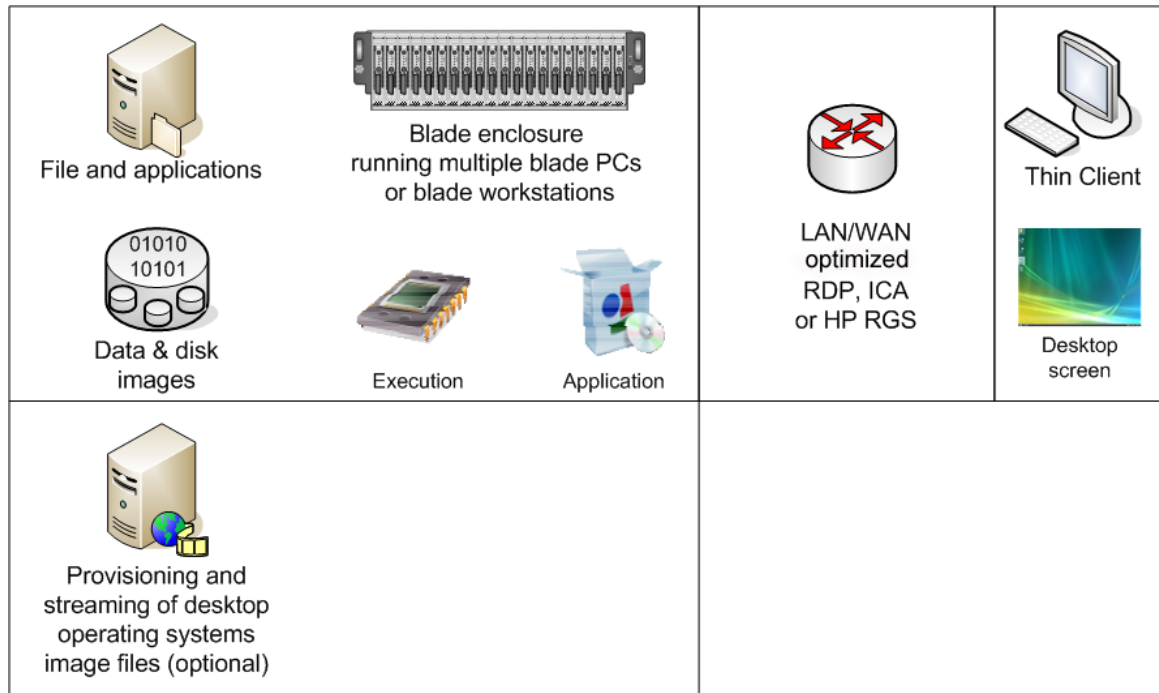 File and applications
Blade enclosure
running multiple blade PCs
or blade workstations
01010
10101
Data & disk
images
Execution
Application
LAN/WAN
optimized
RDP, ICA
or HP RGS
Thin Client
Desktop
screen
Provisioning and
streaming of desktop
operating systems
image files (optional)